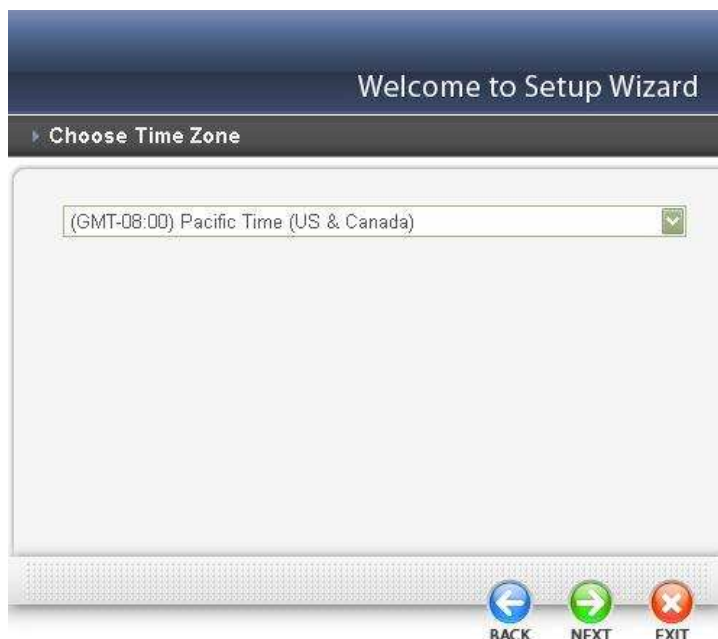 Welcome to Setup Wizard
Choose Time Zone
(GMT-08:00) Pacific Time (US & Canada)
BACK NEXT EXIT